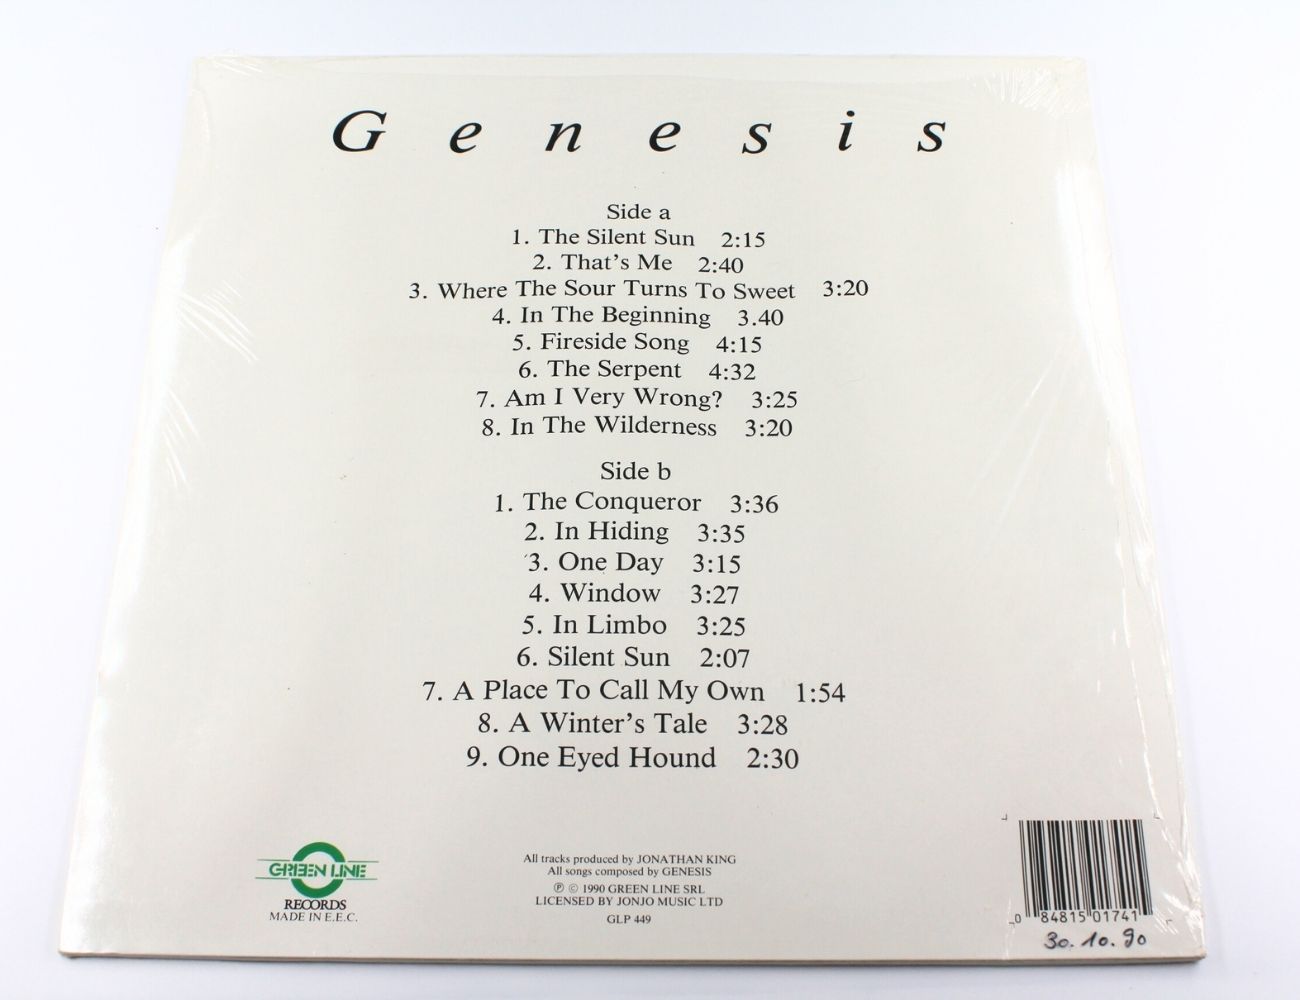 Genesis
Side a
1. The Silent Sun 2:15
2. That's Me 2:40
3. Where The Sour Turns To Sweet 3:20
4. In The Beginning 3.40
5. Fireside Song 4:15
6. The Serpent 4:32
7. Am I Very Wrong? 3:25
8. In The Wilderness 3:20
Side b
1. The Conqueror 3:36
2. In Hiding 3:35
3. One Day 3:15
4. Window 3:27
5. In Limbo 3:25
6. Silent Sun 2:07
7. A Place To Call My Own 1:54
8. A Winter's Tale 3:28
9. One Eyed Hound 2:30
GREEN LINE
RECORDS
MADE IN E.E.C.
All tracks produced by JONATHAN KING
All songs composed by GENESIS
℗ © 1990 GREEN LINE SRL
LICENSED BY JONJO MUSIC LTD
GLP 449
0 84815 01741
30.10.90